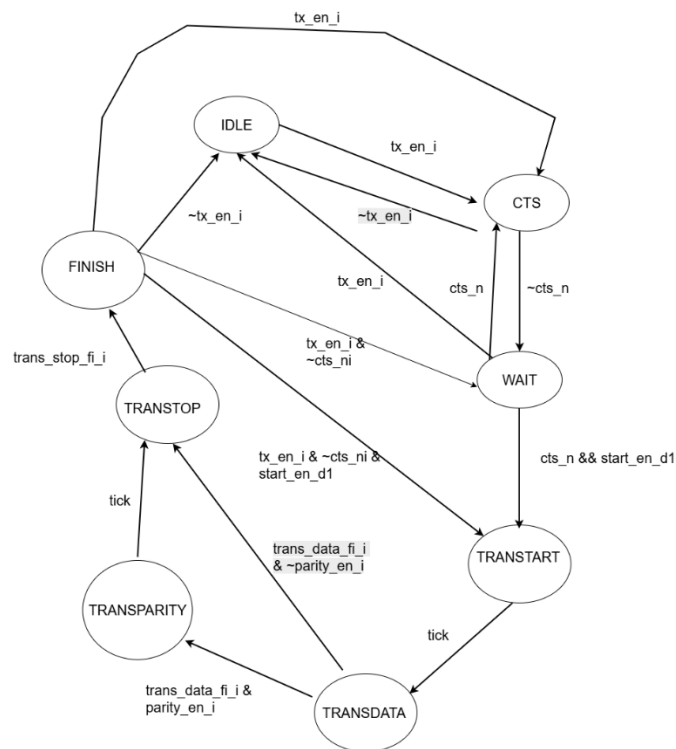 tx_en_i
IDLE
tx_en_i
~tx_en_i
CTS
~tx_en_i
FINISH
tx_en_i
cts_n
~cts_n
trans_stop_fi_i
tx_en_i &
~cts_ni
WAIT
TRANSTOP
tx_en_i & ~cts_ni &
start_en_d1
cts_n && start_en_d1
tick
trans_data_fi_i
& ~parity_en_i
TRANSTART
TRANSPARITY
tick
trans_data_fi_i &
parity_en_i
TRANSDATA